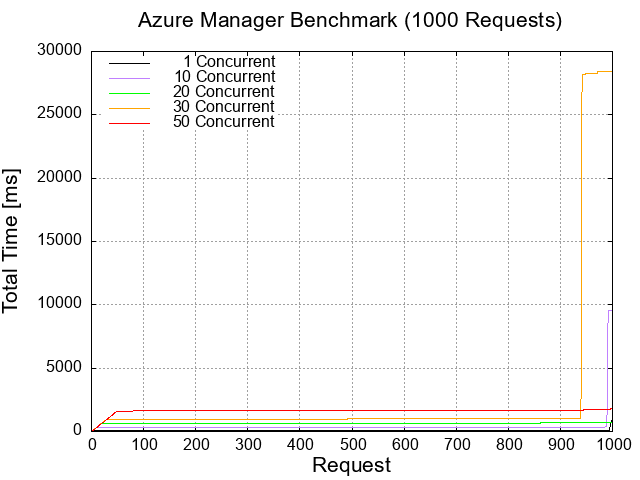 Azure Manager Benchmark (1000 Requests)
30000
25000
20000
15000
10000
5000
0
Total Time [ms]
1 Concurrent
10 Concurrent
20 Concurrent
30 Concurrent
50 Concurrent
0 100 200 300 400 500 600 700 800 900 1000
Request